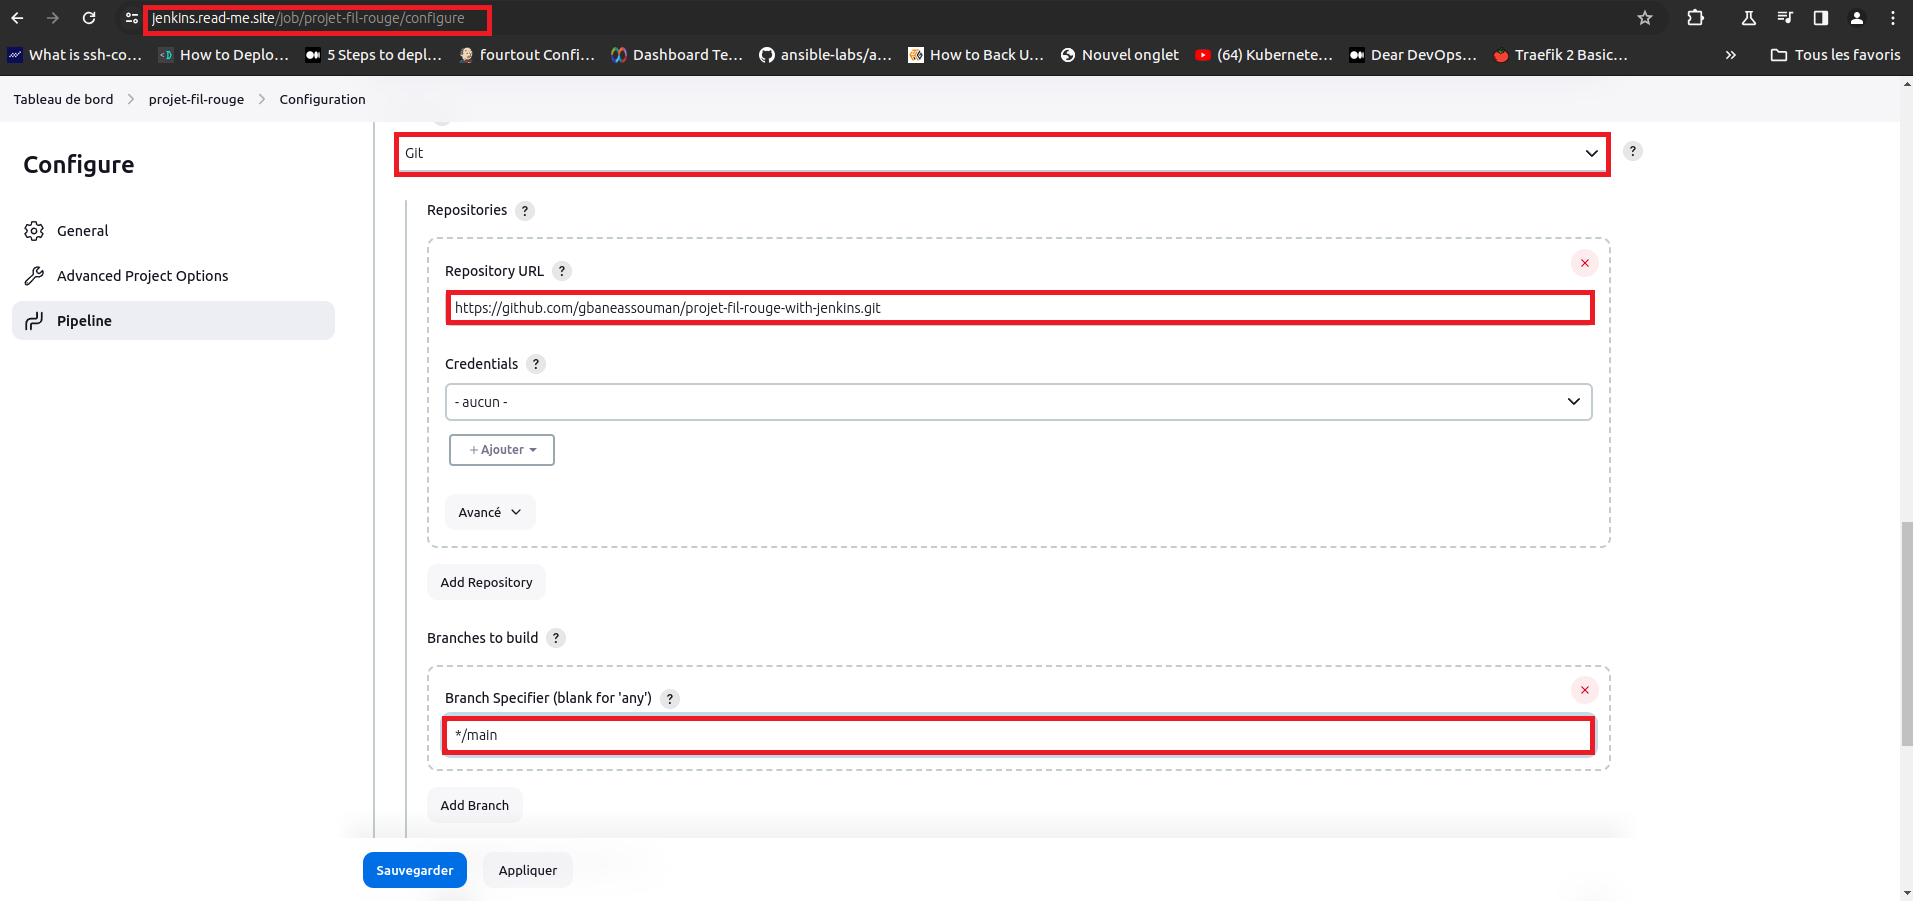 jenkins.read-me.site/job/projet-fil-rouge/configure
What is ssh-co... How to Deplo... 5 Steps to depl... fourtout Confi... Dashboard Te... ansible-labs/a... How to Back U... Nouvel onglet (64) Kubernete... Dear DevOps... Traefik 2 Basic... » Tous les favoris
Tableau de bord > projet-fil-rouge > Configuration
Configure
General
Advanced Project Options
Pipeline
Git
?
Repositories ?
Repository URL ?
https://github.com/gbaneassouman/projet-fil-rouge-with-jenkins.git
Credentials ?
- aucun -
+ Ajouter
Avancé
Add Repository
Branches to build ?
Branch Specifier (blank for 'any') ?
*/main
Add Branch
Sauvegarder Appliquer